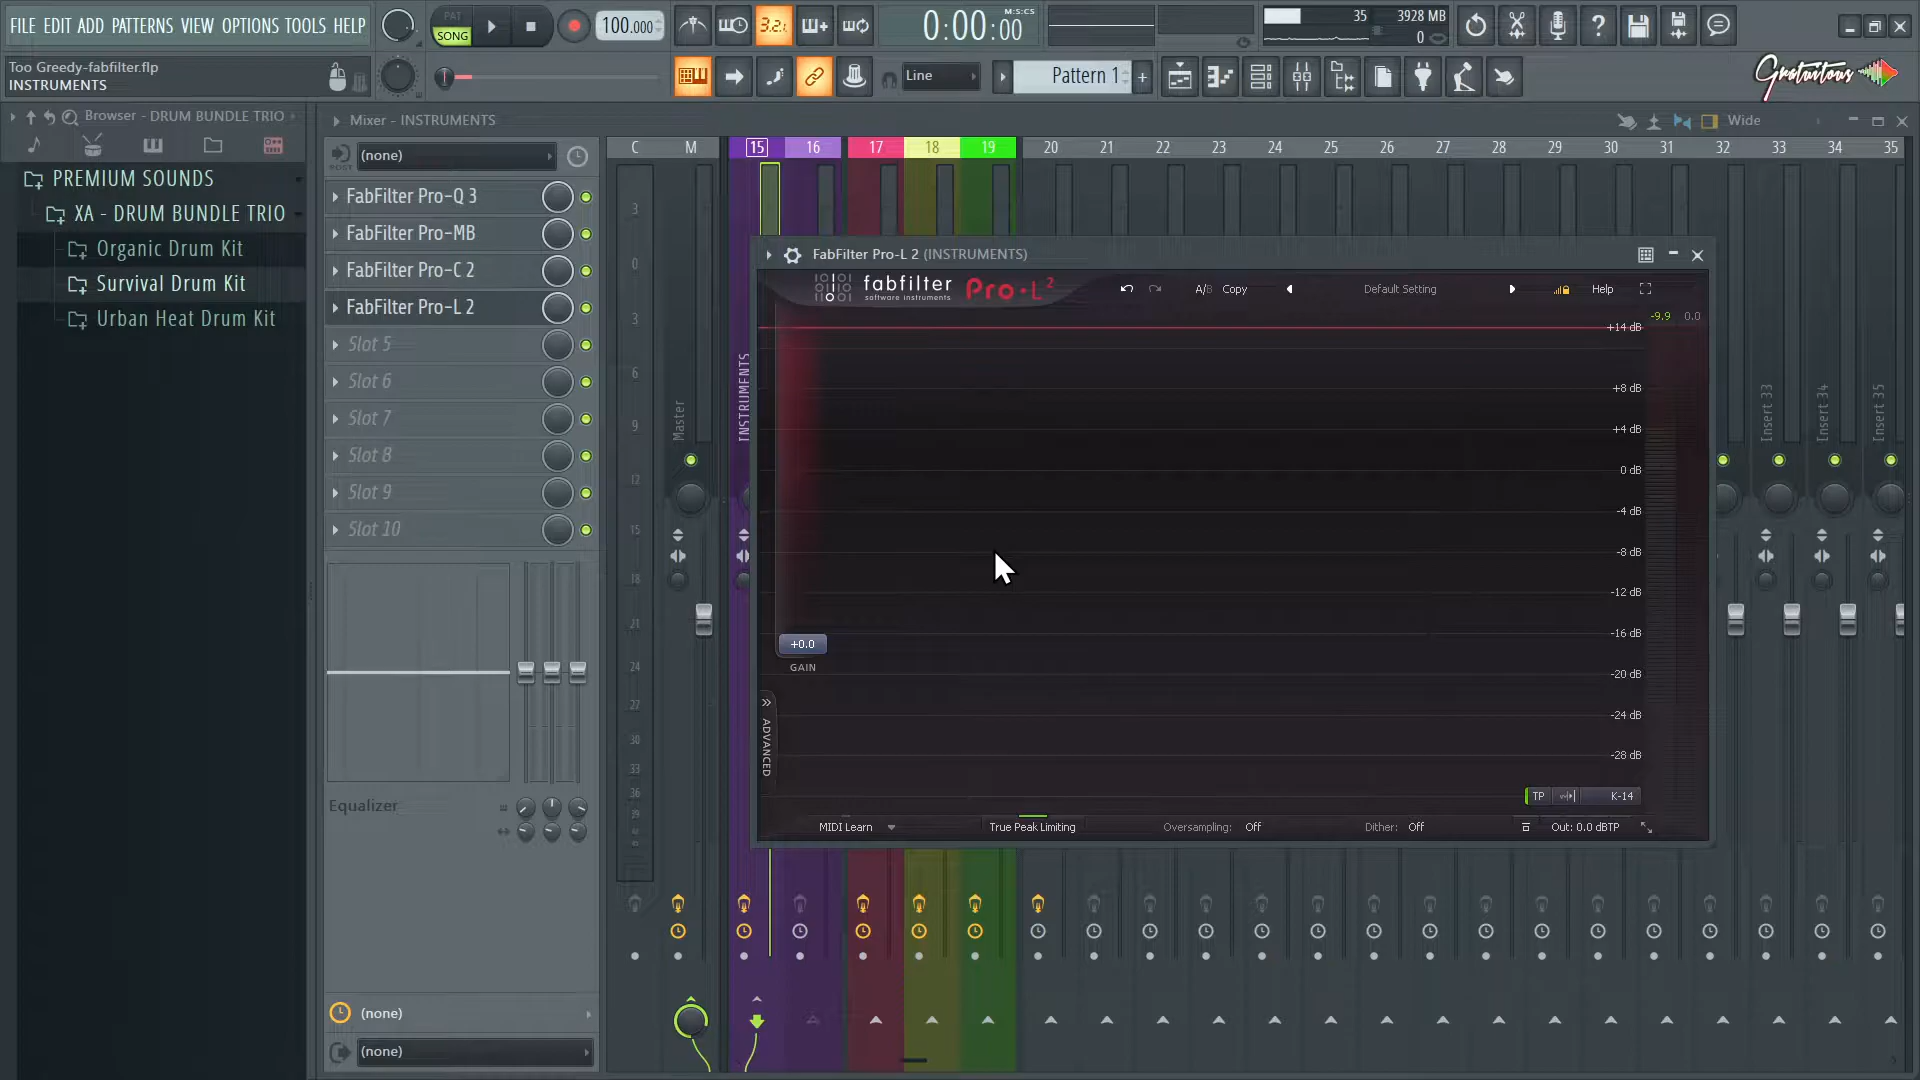 FILE EDIT ADD PATTERNS VIEW OPTIONS TOOLS HELP
PAT
SONG
100.000
3.2.
0:00:00
M:S:CS
35
3928 MB
0
Too Greedy-fabfilter.flp
INSTRUMENTS
Line
Pattern 1
Gratuitous
Browser - DRUM BUNDLE TRIO
PREMIUM SOUNDS
XA - DRUM BUNDLE TRIO
Organic Drum Kit
Survival Drum Kit
Urban Heat Drum Kit
Mixer - INSTRUMENTS
Wide
(none)
FabFilter Pro-Q 3
FabFilter Pro-MB
FabFilter Pro-C 2
FabFilter Pro-L 2
Slot 5
Slot 6
Slot 7
Slot 8
Slot 9
Slot 10
Equalizer
(none)
(none)
C M 15 16 17 18 19 20 21 22 23 24 25 26 27 28 29 30 31 32 33 34 35
3
0
3
6
9
12
15
18
21
24
27
30
33
36
Master
INSTRUMENTS
Insert 33
Insert 34
Insert 35
FabFilter Pro-L 2 (INSTRUMENTS)
fabfilter
software instruments
Pro·L²
A/B Copy
Default Setting
Help
-9.9 0.0
+14 dB
+8 dB
+4 dB
0 dB
-4 dB
-8 dB
-12 dB
-16 dB
-20 dB
-24 dB
-28 dB
+0.0
GAIN
ADVANCED
TP
K-14
MIDI Learn
True Peak Limiting
Oversampling: Off
Dither: Off
Out: 0.0 dBTP